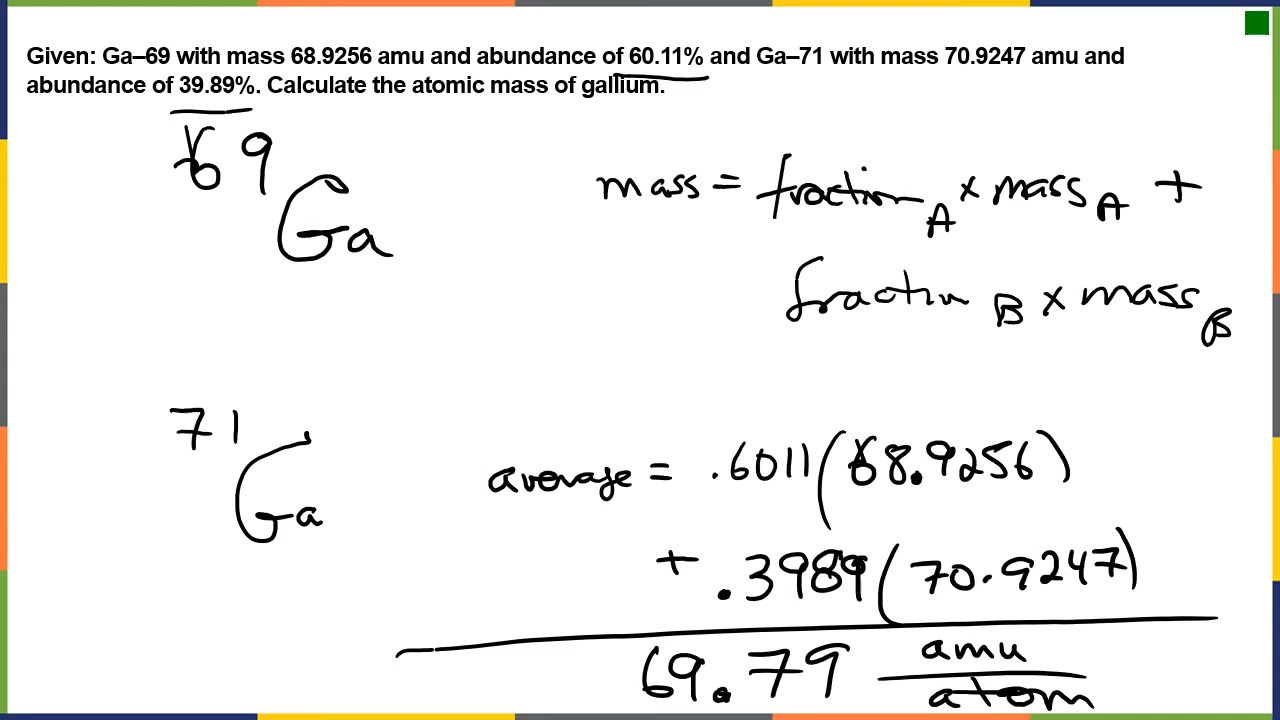 Given: Ga–69 with mass 68.9256 amu and abundance of 60.11% and Ga–71 with mass 70.9247 amu and
abundance of 39.89%. Calculate the atomic mass of gallium.
69
Ga
mass = fraction A × mass A +
fraction B × mass B
71
Ga
average = .6011(68.9256)
+ .3989(70.9247)
69.79 amu
atom